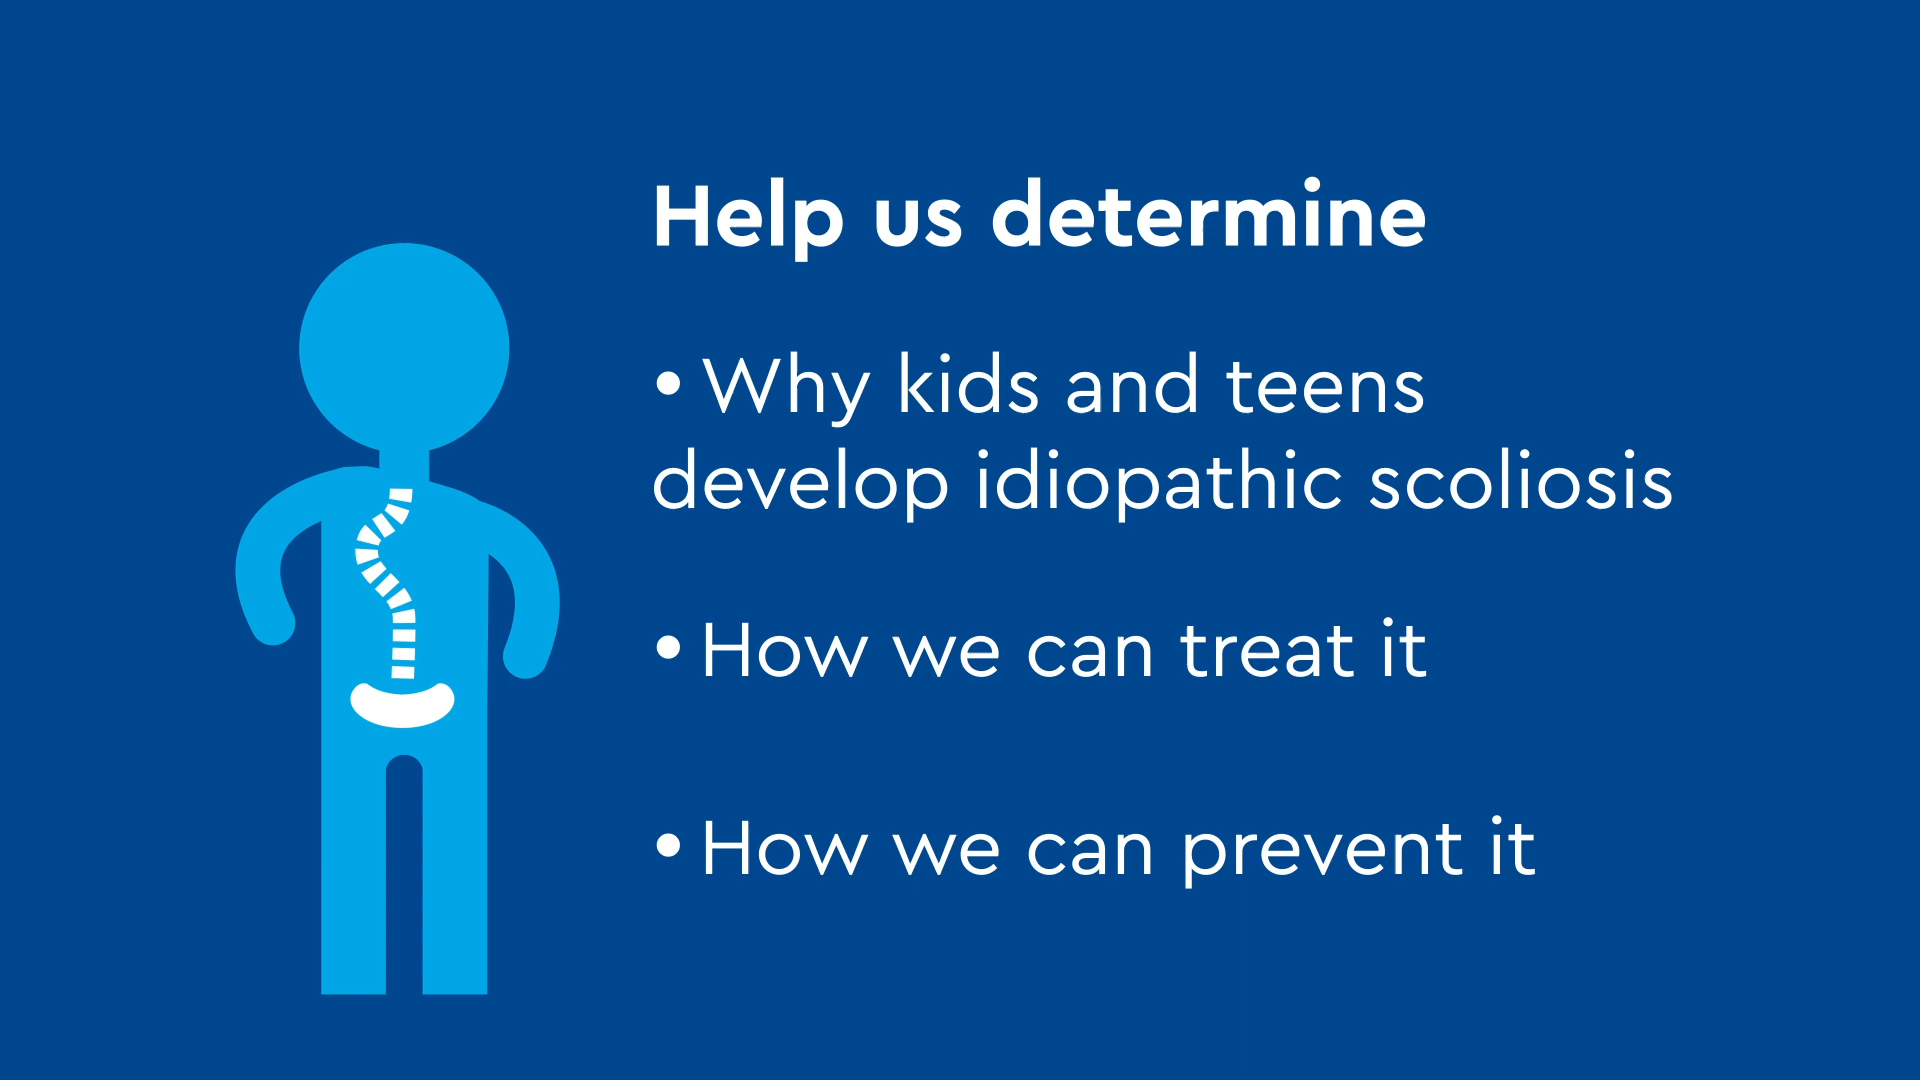 Help us determine
• Why kids and teens
develop idiopathic scoliosis
• How we can treat it
• How we can prevent it